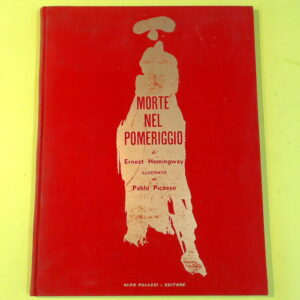 MORTE
NEL
POMERIGGIO
di
Ernest Hemingway
ILLUSTRATO
da
Pablo Picasso
ALDO PALAZZI - EDITORE